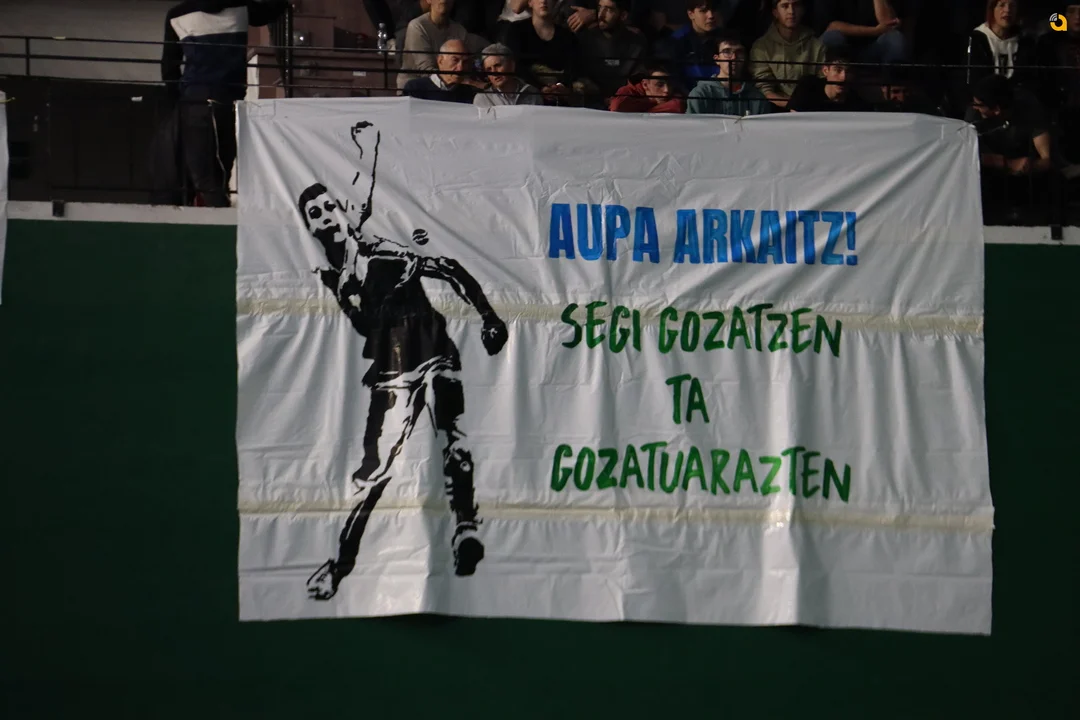 AUPA ARKAITZ!
SEGI GOZATZEN
TA
GOZATUARAZTEN